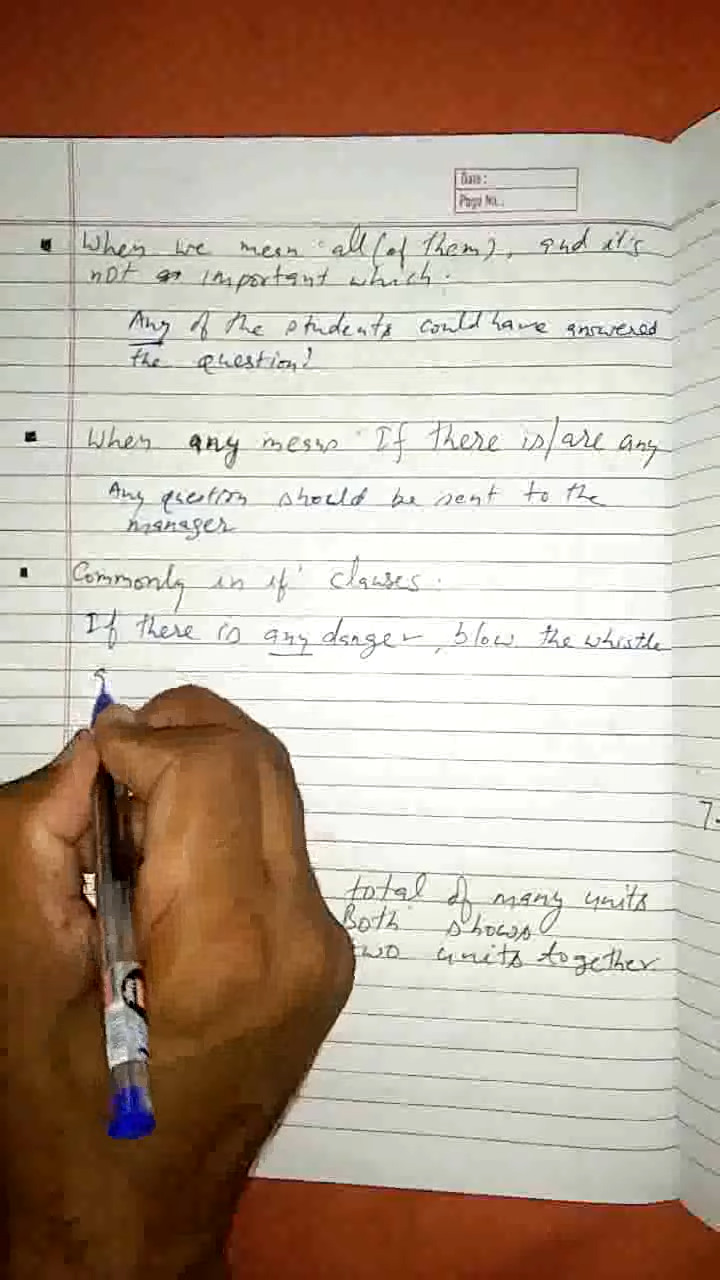 Date :
Page No. :
When we mean 'all (of them), and it's
not important which.
Any of the students could have answered
the question?
When any means 'If there is/are any
Any question should be sent to the
manager
Commonly in if' clauses.
If there is any danger, blow the whistle
total of many units
Both shows
two units together
7.